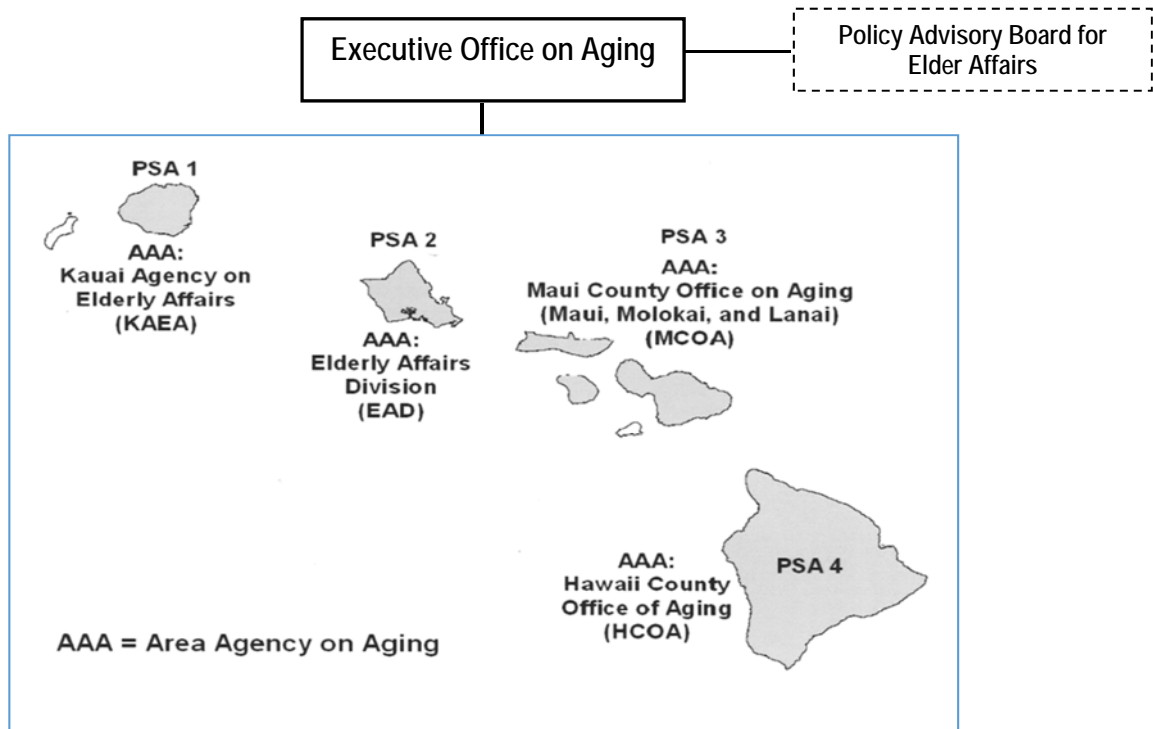 Executive Office on Aging
Policy Advisory Board for
Elder Affairs
PSA 1
AAA:
Kauai Agency on
Elderly Affairs
(KAEA)
PSA 2
AAA:
Elderly Affairs
Division
(EAD)
PSA 3
AAA:
Maui County Office on Aging
(Maui, Molokai, and Lanai)
(MCOA)
AAA:
Hawaii County
Office of Aging
(HCOA)
PSA 4
AAA = Area Agency on Aging